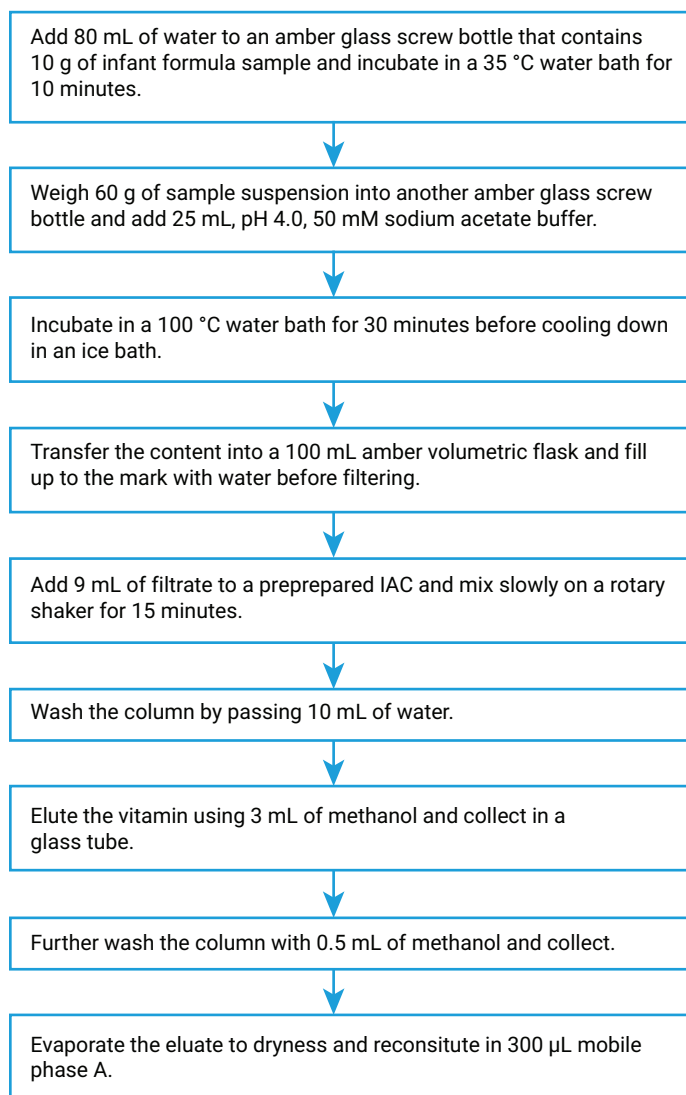 Add 80 mL of water to an amber glass screw bottle that contains
10 g of infant formula sample and incubate in a 35 °C water bath for
10 minutes.
Weigh 60 g of sample suspension into another amber glass screw
bottle and add 25 mL, pH 4.0, 50 mM sodium acetate buffer.
Incubate in a 100 °C water bath for 30 minutes before cooling down
in an ice bath.
Transfer the content into a 100 mL amber volumetric flask and fill
up to the mark with water before filtering.
Add 9 mL of filtrate to a preprepared IAC and mix slowly on a rotary
shaker for 15 minutes.
Wash the column by passing 10 mL of water.
Elute the vitamin using 3 mL of methanol and collect in a
glass tube.
Further wash the column with 0.5 mL of methanol and collect.
Evaporate the eluate to dryness and reconsitute in 300 µL mobile
phase A.